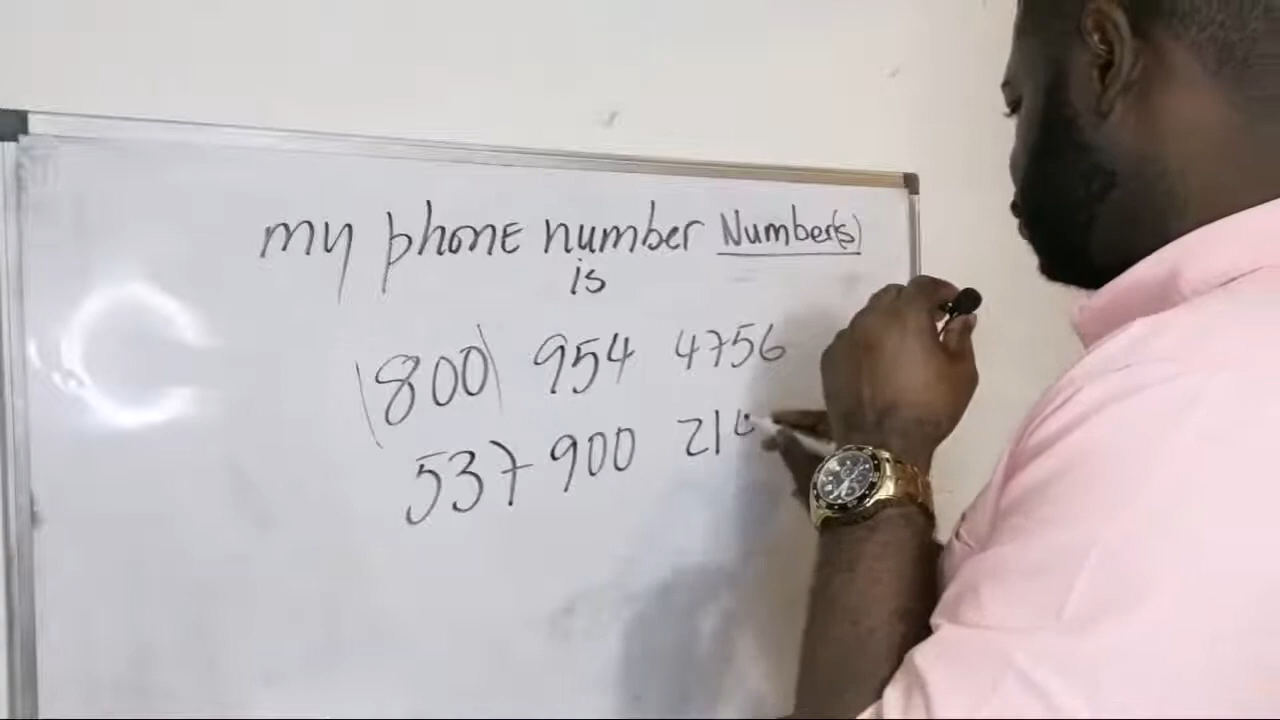 my phone number Number(s)
is
(800) 954 4756
537 900 21